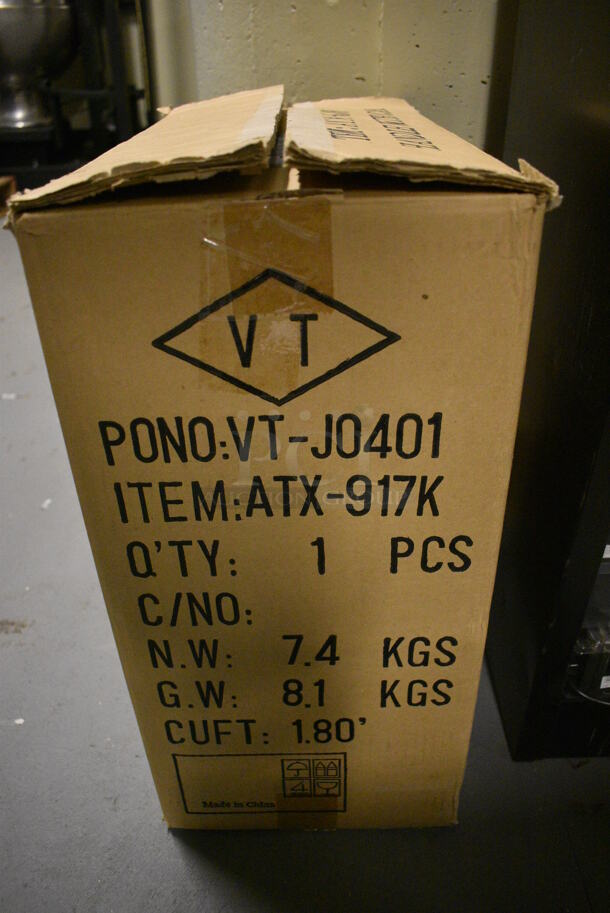 V T
PONO:VT-J0401
ITEM:ATX-917K
Q'TY: 1 PCS
C/NO:
N.W: 7.4 KGS
G.W: 8.1 KGS
CUFT: 1.80'
4
Made in China